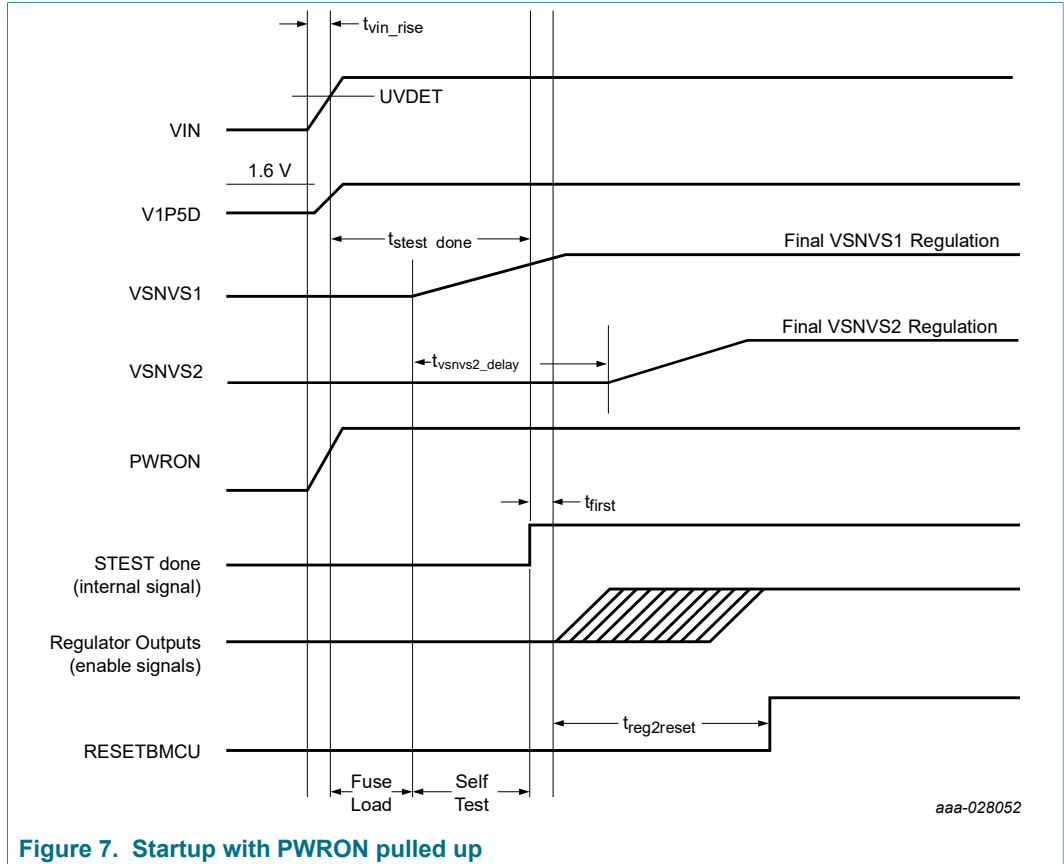 tvin_rise
UVDET
VIN
1.6 V
V1P5D
tstest done
Final VSNVS1 Regulation
VSNVS1
Final VSNVS2 Regulation
tvsnvs2_delay
VSNVS2
PWRON
tfirst
STEST done
(internal signal)
Regulator Outputs
(enable signals)
treg2reset
RESETBMCU
Fuse
Load
Self
Test
aaa-028052
Figure 7. Startup with PWRON pulled up